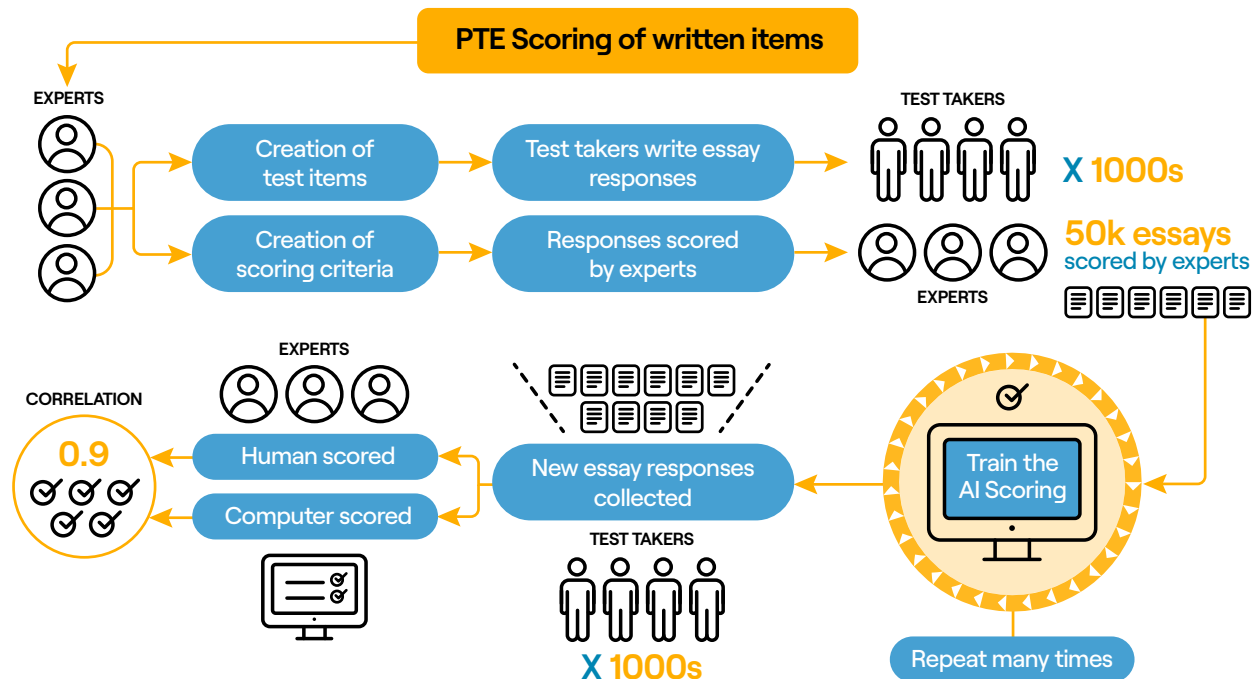 PTE Scoring of written items
EXPERTS
Creation of
test items
Test takers write essay
responses
TEST TAKERS
X 1000s
Creation of
scoring criteria
Responses scored
by experts
EXPERTS
50k essays
scored by experts
Train the
AI Scoring
Repeat many times
New essay responses
collected
TEST TAKERS
X 1000s
EXPERTS
Human scored
Computer scored
CORRELATION
0.9